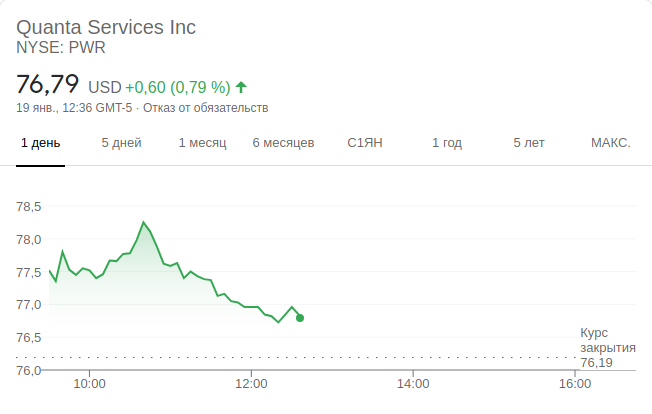 Quanta Services Inc
NYSE: PWR
76,79 USD +0,60 (0,79 %)
19 янв., 12:36 GMT-5 · Отказ от обязательств
1 день 5 дней 1 месяц 6 месяцев С1ЯН 1 год 5 лет МАКС.
78,5
78,0
77,5
77,0
76,5
Курс
закрытия
76,19
76,0
10:00 12:00 14:00 16:00